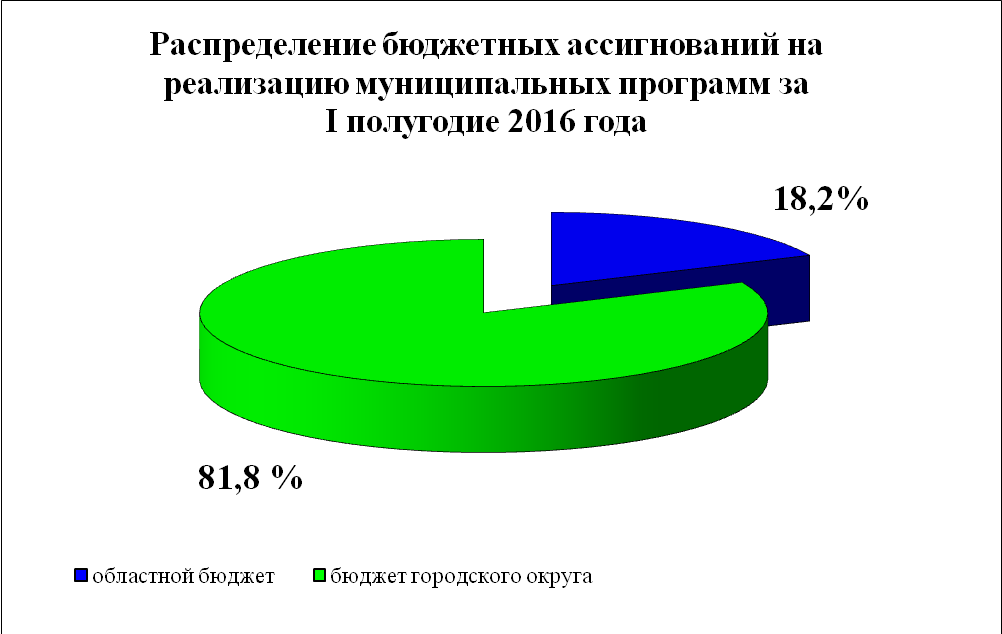 Распределение бюджетных ассигнований на
реализацию муниципальных программ за
I полугодие 2016 года
18,2%
81,8 %
областной бюджет
бюджет городского округа